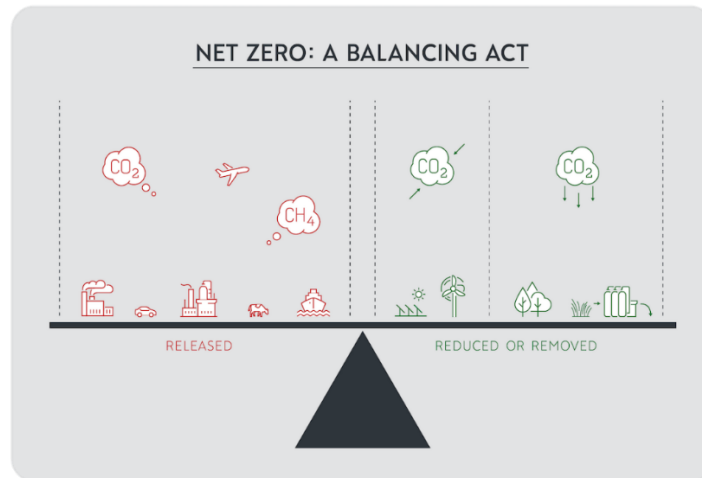 NET ZERO: A BALANCING ACT
CO₂
CH₄
CO₂
CO₂
RELEASED
REDUCED OR REMOVED